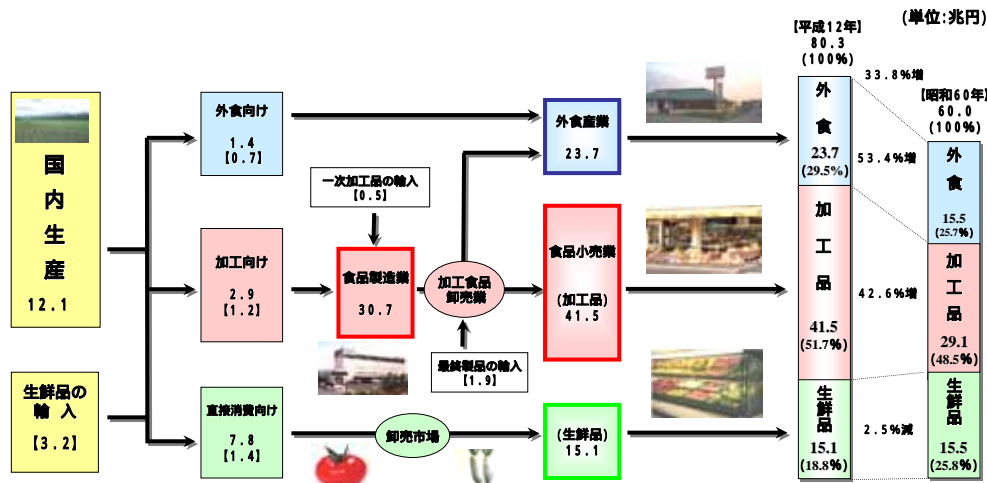 (単位:兆円)
国
内
生
産
12.1
生鮮品の
輸 入
【3.2】
外食向け
1.4
【0.7】
加工向け
2.9
【1.2】
直接消費向け
7.8
【1.4】
一次加工品の輸入
【0.5】
食品製造業
30.7
加工食品
卸売業
最終製品の輸入
【1.9】
卸売市場
外食産業
23.7
食品小売業
(加工品)
41.5
(生鮮品)
15.1
【平成12年】
80.3
(100%)
外
食
23.7
(29.5%)
加
工
品
41.5
(51.7%)
生
鮮
品
15.1
(18.8%)
33.8%増
53.4%増
42.6%増
2.5%減
【昭和60年】
60.0
(100%)
外
食
15.5
(25.7%)
加
工
品
29.1
(48.5%)
生
鮮
品
15.5
(25.8%)